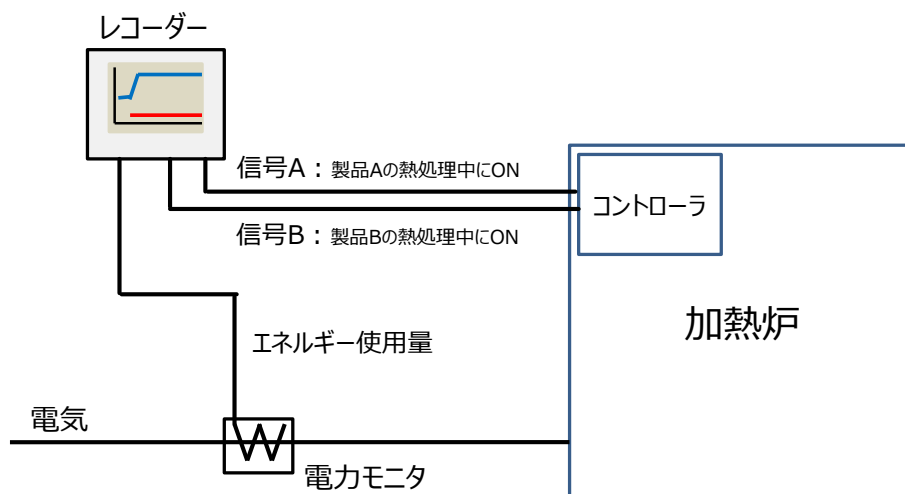 レコーダー
信号A：製品Aの熱処理中にON
コントローラ
信号B：製品Bの熱処理中にON
加熱炉
エネルギー使用量
電気
電力モニタ